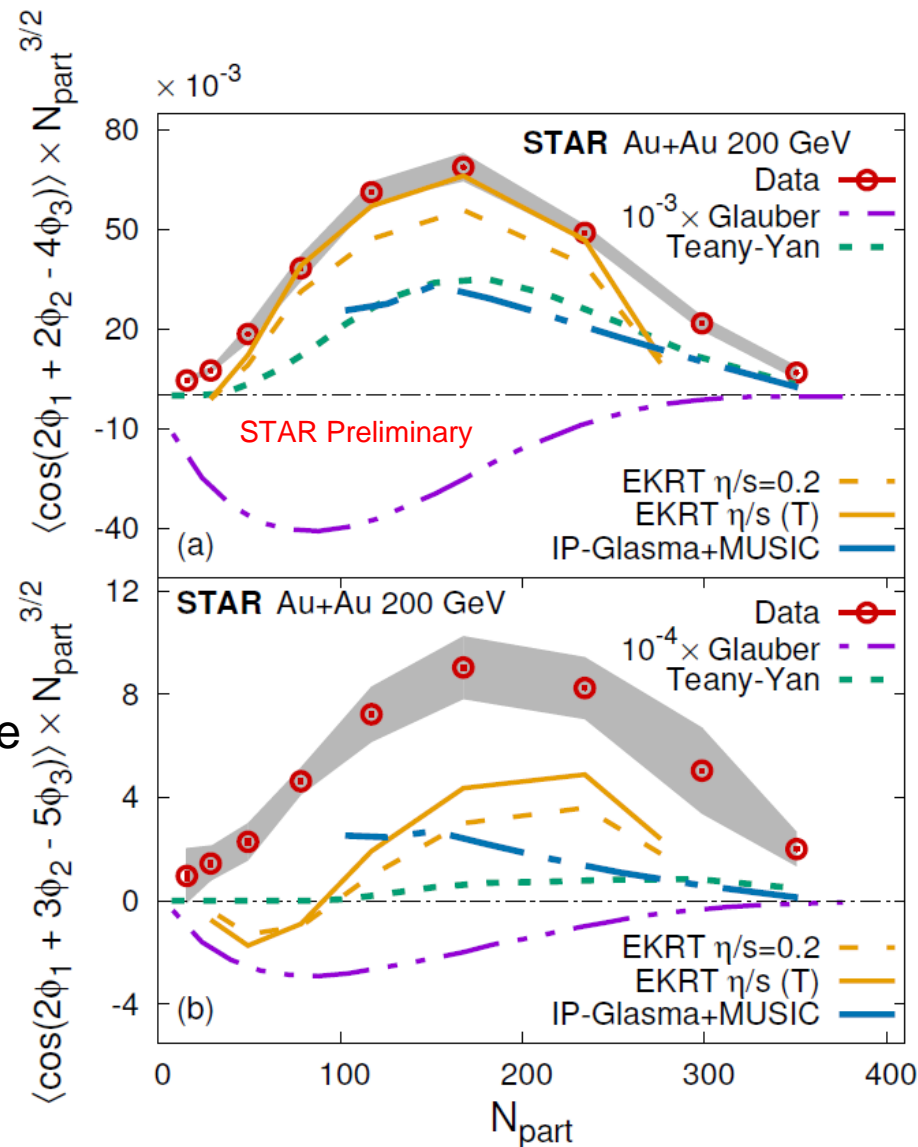 × 10⁻³
⟨cos(2ϕ₁ + 2ϕ₂ - 4ϕ₃)⟩ × N_part^3/2
80
50
20
-10
-40
STAR Au+Au 200 GeV
Data
10⁻³× Glauber
Teany-Yan
STAR Preliminary
EKRT η/s=0.2
EKRT η/s (T)
IP-Glasma+MUSIC
(a)
⟨cos(2ϕ₁ + 3ϕ₂ - 5ϕ₃)⟩ × N_part^3/2
12
8
4
0
-4
STAR Au+Au 200 GeV
Data
10⁻⁴× Glauber
Teany-Yan
e
EKRT η/s=0.2
EKRT η/s (T)
IP-Glasma+MUSIC
(b)
0 100 200 300 400
N_part